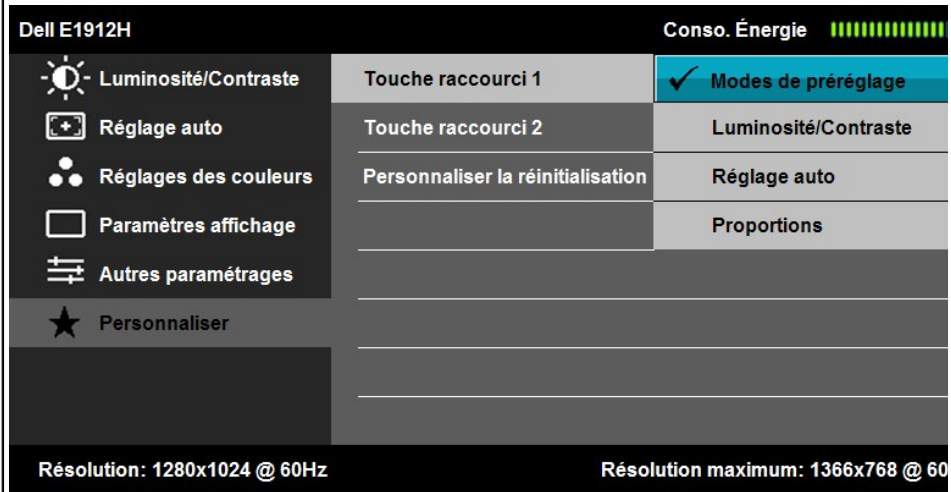 Dell E1912H Conso. Énergie
Luminosité/Contraste Touche raccourci 1 Modes de préréglage
Réglage auto Touche raccourci 2 Luminosité/Contraste
Réglages des couleurs Personnaliser la réinitialisation Réglage auto
Paramètres affichage Proportions
Autres paramétrages
Personnaliser
Résolution: 1280x1024 @ 60Hz Résolution maximum: 1366x768 @ 60